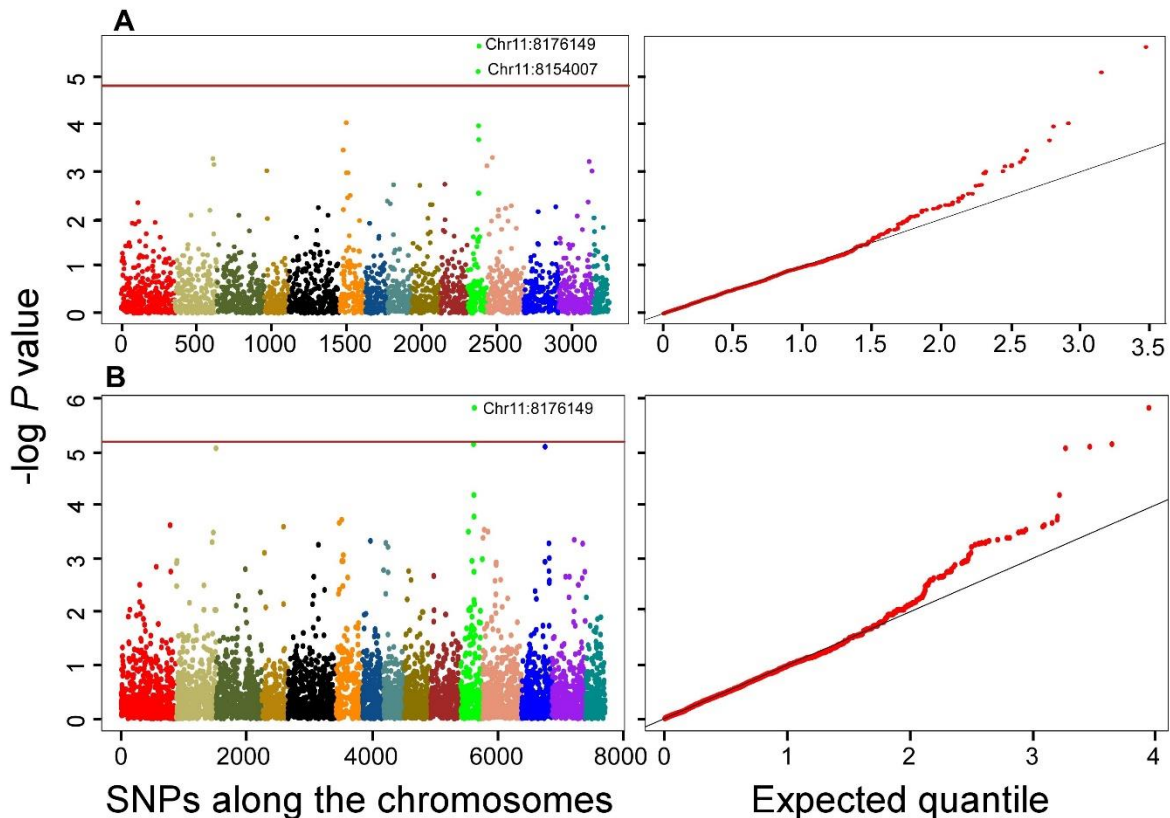 A
Chr11:8176149
Chr11:8154007
5
4
3
2
1
0
0 500 1000 1500 2000 2500 3000
0 0.5 1.0 1.5 2.0 2.5 3.0 3.5
B
Chr11:8176149
6
5
4
3
2
1
0
0 2000 4000 6000 8000
0 1 2 3 4
-log P value
SNPs along the chromosomes
Expected quantile